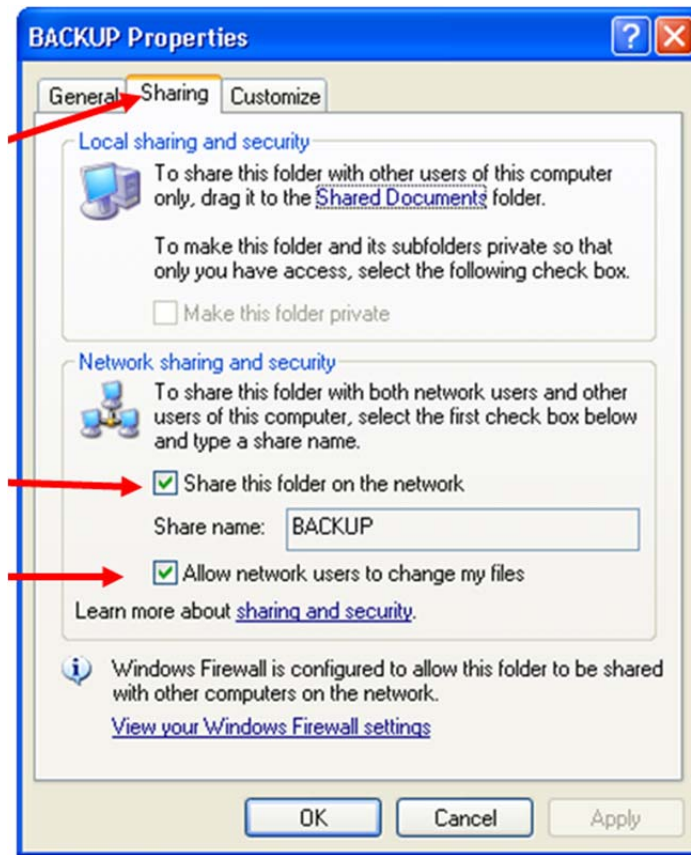 BACKUP Properties
General Sharing Customize
Local sharing and security
To share this folder with other users of this computer
only, drag it to the Shared Documents folder.
To make this folder and its subfolders private so that
only you have access, select the following check box.
Make this folder private
Network sharing and security
To share this folder with both network users and other
users of this computer, select the first check box below
and type a share name.
Share this folder on the network
Share name: BACKUP
Allow network users to change my files
Learn more about sharing and security.
Windows Firewall is configured to allow this folder to be shared
with other computers on the network.
View your Windows Firewall settings
OK Cancel Apply